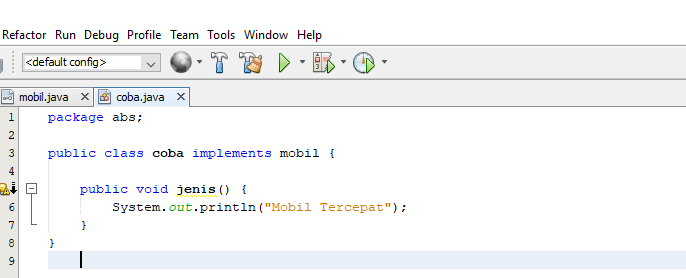 Refactor Run Debug Profile Team Tools Window Help
<default config>
mobil.java coba.java
1 package abs;
2
3 public class coba implements mobil {
4
public void jenis() {
6 System.out.println("Mobil Tercepat");
7 }
8 }
9